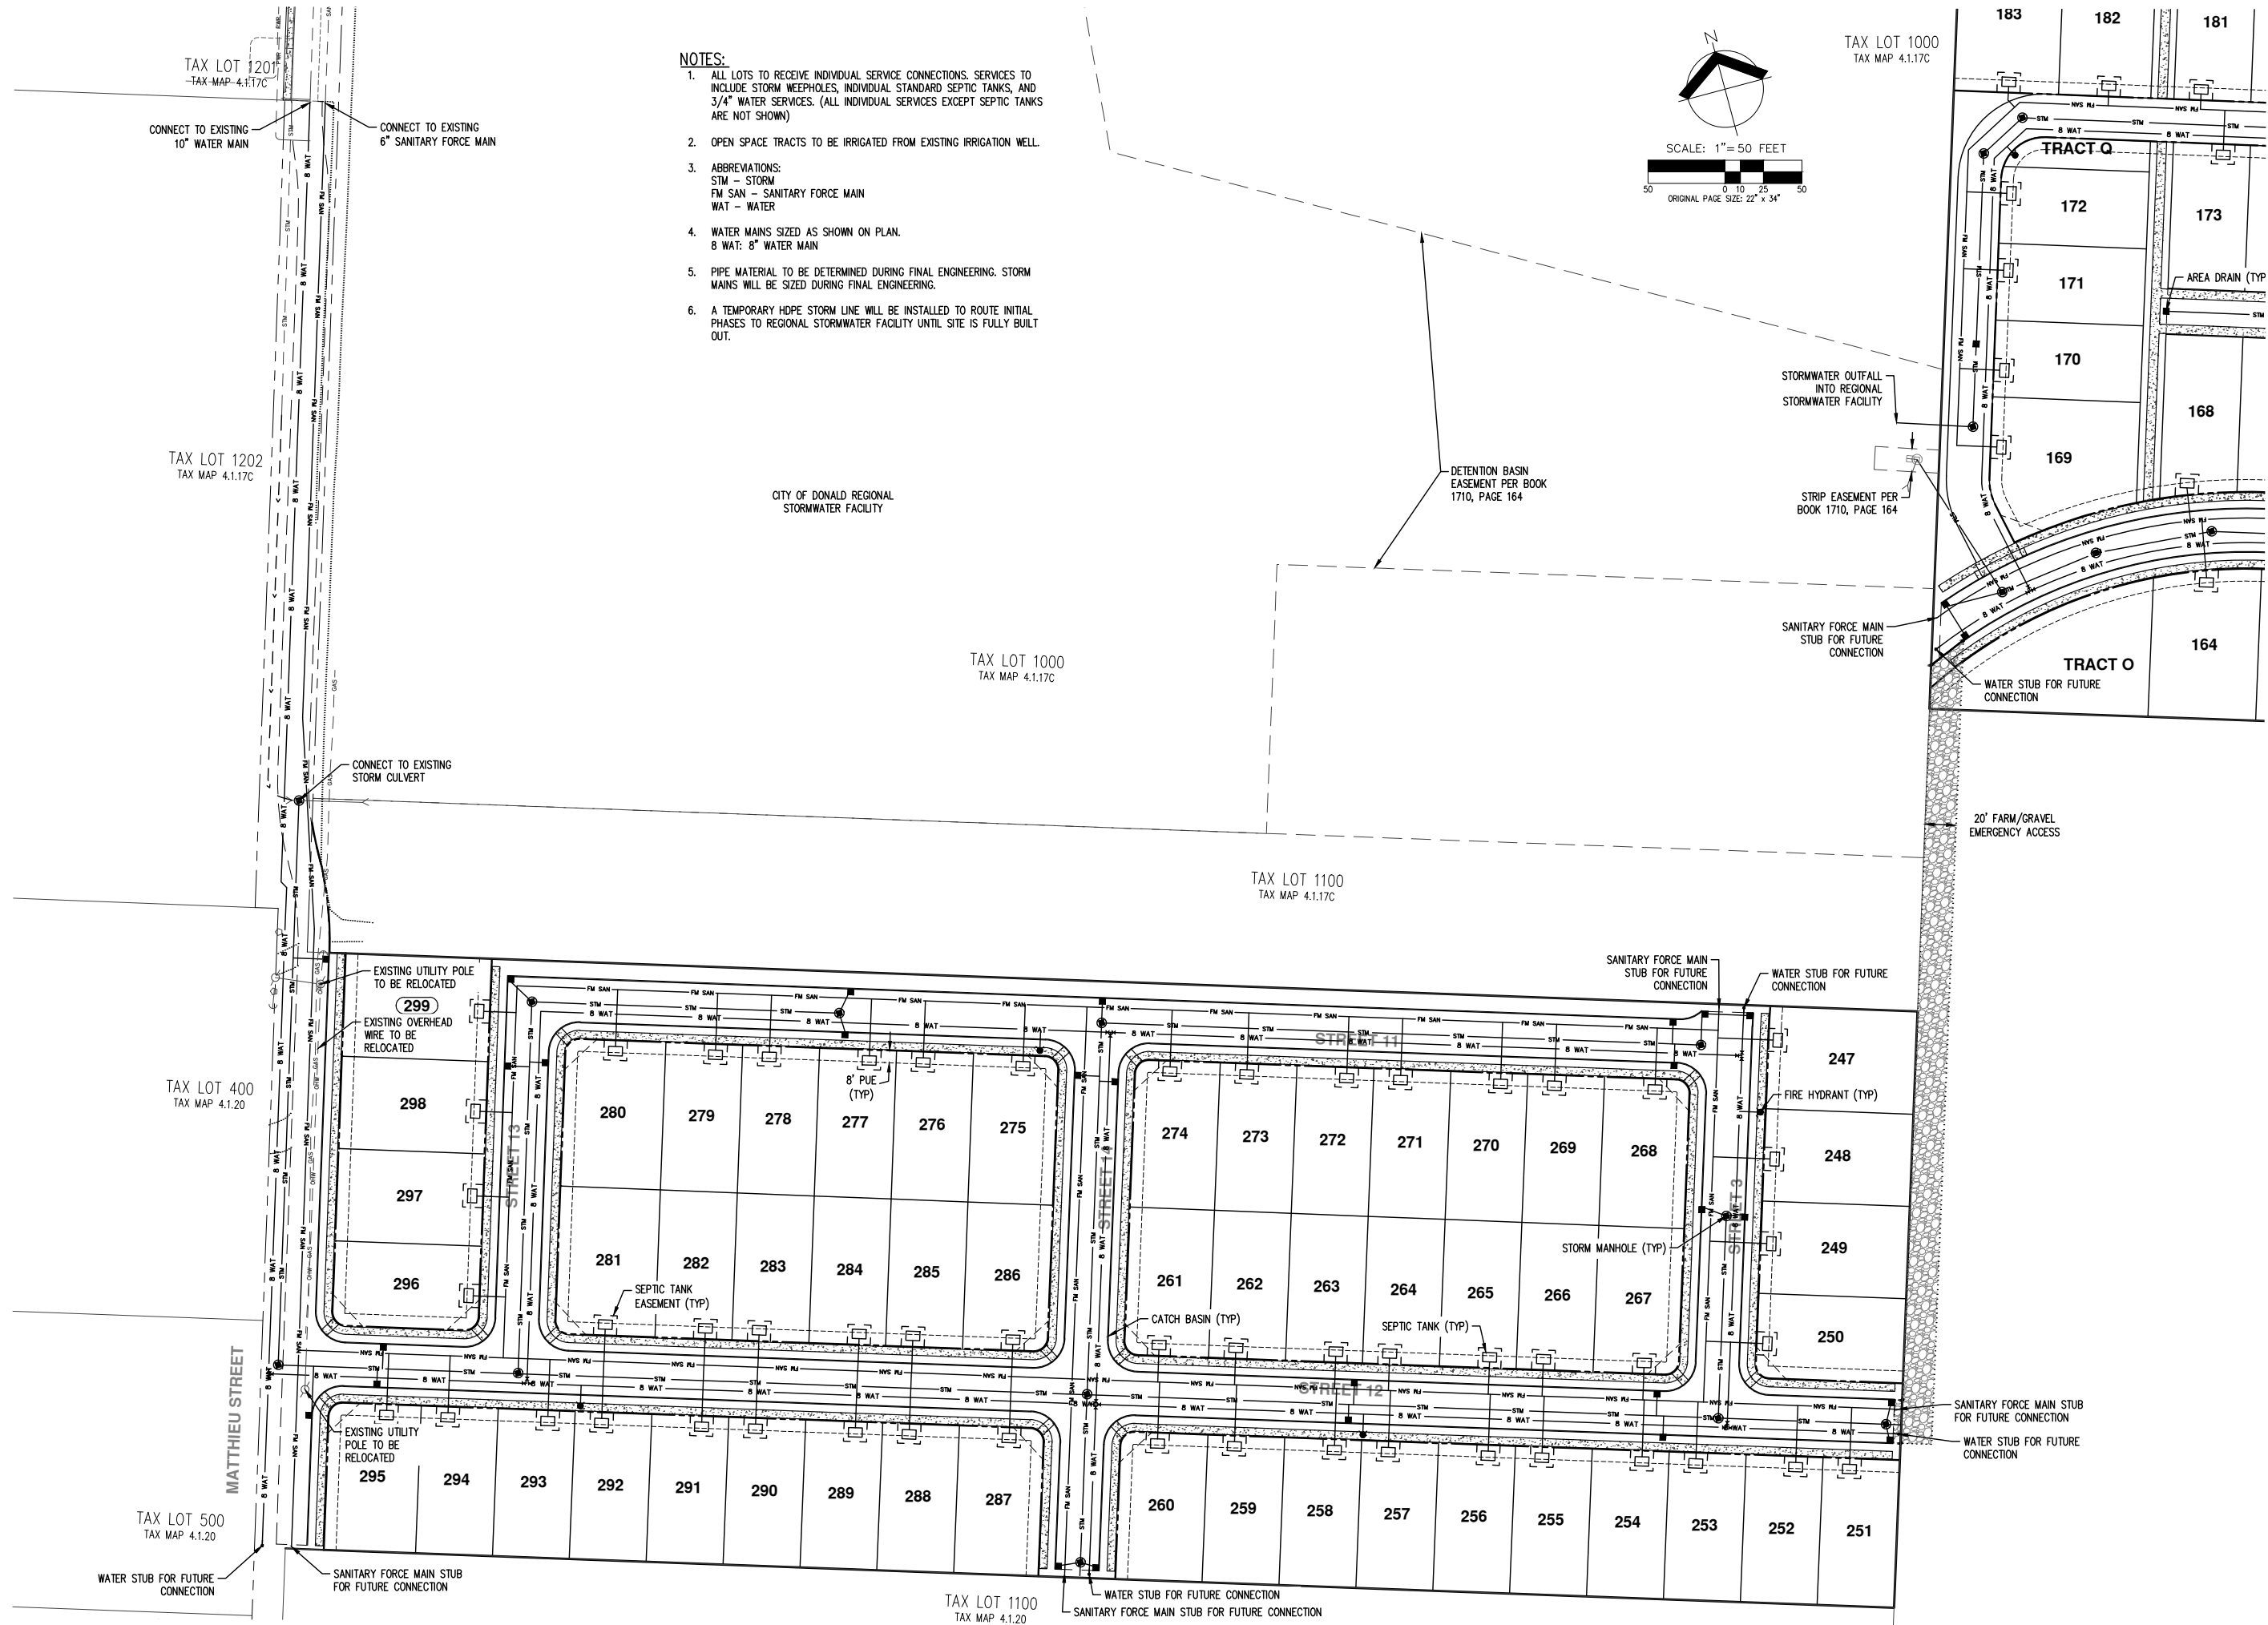 NOTES:
1. ALL LOTS TO RECEIVE INDIVIDUAL SERVICE CONNECTIONS. SERVICES TO
INCLUDE STORM WEEPHOLES, INDIVIDUAL STANDARD SEPTIC TANKS, AND
3/4" WATER SERVICES. (ALL INDIVIDUAL SERVICES EXCEPT SEPTIC TANKS
ARE NOT SHOWN)
2. OPEN SPACE TRACTS TO BE IRRIGATED FROM EXISTING IRRIGATION WELL.
3. ABBREVIATIONS:
STM – STORM
FM SAN – SANITARY FORCE MAIN
WAT – WATER
4. WATER MAINS SIZED AS SHOWN ON PLAN.
8 WAT: 8" WATER MAIN
5. PIPE MATERIAL TO BE DETERMINED DURING FINAL ENGINEERING. STORM
MAINS WILL BE SIZED DURING FINAL ENGINEERING.
6. A TEMPORARY HDPE STORM LINE WILL BE INSTALLED TO ROUTE INITIAL
PHASES TO REGIONAL STORMWATER FACILITY UNTIL SITE IS FULLY BUILT
OUT.
N
SCALE: 1"= 50 FEET
50 0 10 25 50
ORIGINAL PAGE SIZE: 22" x 34"
TAX LOT 1201
TAX MAP 4.1.17C
CONNECT TO EXISTING
10" WATER MAIN
CONNECT TO EXISTING
6" SANITARY FORCE MAIN
TAX LOT 1202
TAX MAP 4.1.17C
CITY OF DONALD REGIONAL
STORMWATER FACILITY
TAX LOT 1000
TAX MAP 4.1.17C
DETENTION BASIN
EASEMENT PER BOOK
1710, PAGE 164
TAX LOT 1000
TAX MAP 4.1.17C
183
182
181
TRACT Q
172
173
171
AREA DRAIN (TYP
170
168
169
STORMWATER OUTFALL
INTO REGIONAL
STORMWATER FACILITY
STRIP EASEMENT PER
BOOK 1710, PAGE 164
SANITARY FORCE MAIN
STUB FOR FUTURE
CONNECTION
TRACT O
164
WATER STUB FOR FUTURE
CONNECTION
20' FARM/GRAVEL
EMERGENCY ACCESS
CONNECT TO EXISTING
STORM CULVERT
TAX LOT 1100
TAX MAP 4.1.17C
EXISTING UTILITY POLE
TO BE RELOCATED
299
EXISTING OVERHEAD
WIRE TO BE
RELOCATED
SANITARY FORCE MAIN
STUB FOR FUTURE
CONNECTION
WATER STUB FOR FUTURE
CONNECTION
TAX LOT 400
TAX MAP 4.1.20
298
297
296
STREET 13
280
279
278
277
276
275
8' PUE
(TYP)
STREET 14
STREET 11
274
273
272
271
270
269
268
247
FIRE HYDRANT (TYP)
248
STREET 3
249
250
STORM MANHOLE (TYP)
281
282
283
284
285
286
SEPTIC TANK
EASEMENT (TYP)
261
262
263
264
265
266
267
CATCH BASIN (TYP)
SEPTIC TANK (TYP)
STREET 12
MATTHIEU STREET
EXISTING UTILITY
POLE TO BE
RELOCATED
295
294
293
292
291
290
289
288
287
260
259
258
257
256
255
254
253
252
251
SANITARY FORCE MAIN STUB
FOR FUTURE CONNECTION
WATER STUB FOR FUTURE
CONNECTION
TAX LOT 500
TAX MAP 4.1.20
WATER STUB FOR FUTURE
CONNECTION
SANITARY FORCE MAIN STUB
FOR FUTURE CONNECTION
TAX LOT 1100
TAX MAP 4.1.20
WATER STUB FOR FUTURE CONNECTION
SANITARY FORCE MAIN STUB FOR FUTURE CONNECTION
FM SAN
STM
8 WAT
GAS
OHW